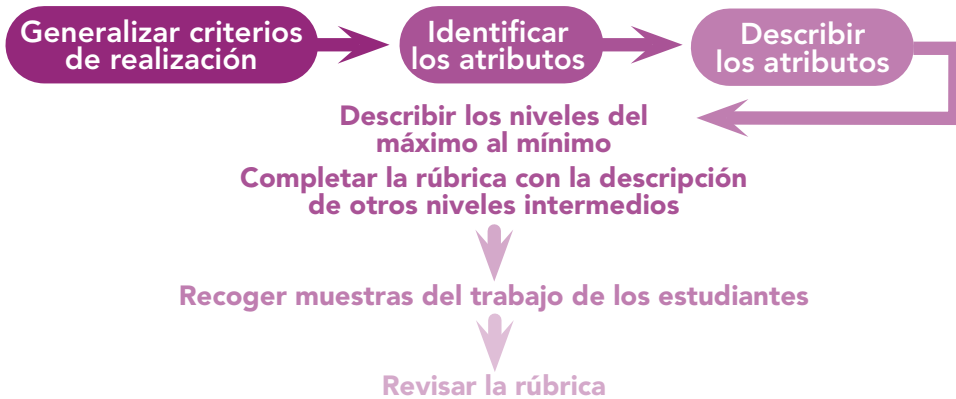 Generalizar criterios
de realización
Identificar
los atributos
Describir
los atributos
Describir los niveles del
máximo al mínimo
Completar la rúbrica con la descripción
de otros niveles intermedios
Recoger muestras del trabajo de los estudiantes
Revisar la rúbrica